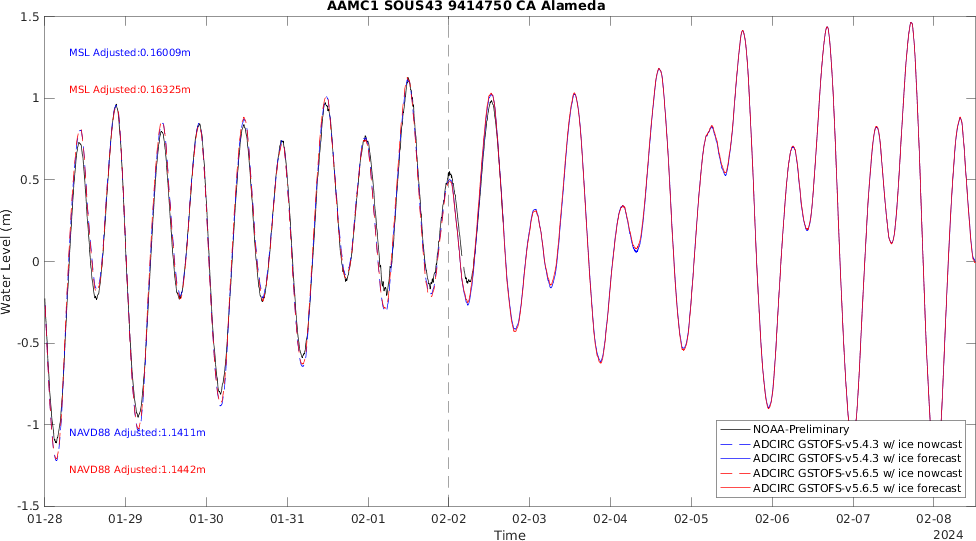 AAMC1 SOUS43 9414750 CA Alameda
1.5
1
0.5
0
-0.5
-1
-1.5
Water Level (m)
MSL Adjusted:0.16009m
MSL Adjusted:0.16325m
NAVD88 Adjusted:1.1411m
NAVD88 Adjusted:1.1442m
NOAA-Preliminary
ADCIRC GSTOFS-v5.4.3 w/ ice nowcast
ADCIRC GSTOFS-v5.4.3 w/ ice forecast
ADCIRC GSTOFS-v5.6.5 w/ ice nowcast
ADCIRC GSTOFS-v5.6.5 w/ ice forecast
01-28 01-29 01-30 01-31 02-01 02-02 02-03 02-04 02-05 02-06 02-07 02-08
2024
Time